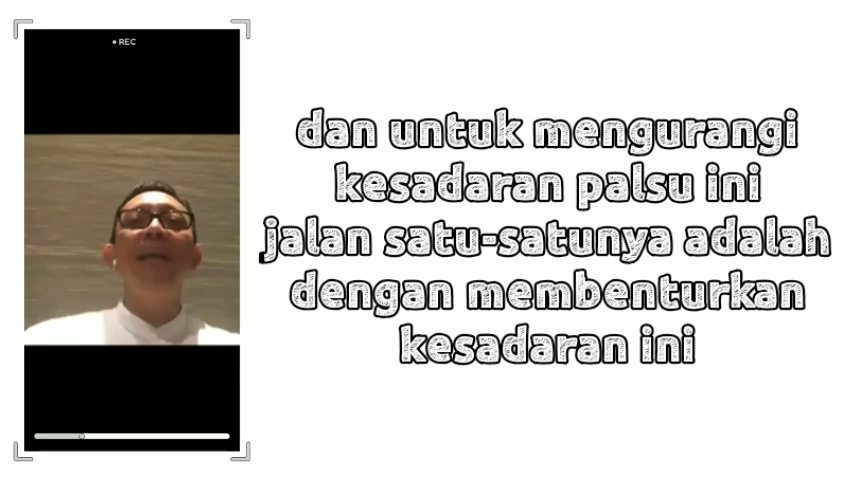 • REC
dan untuk mengurangi
kesadaran palsu ini
jalan satu-satunya adalah
dengan membenturkan
kesadaran ini